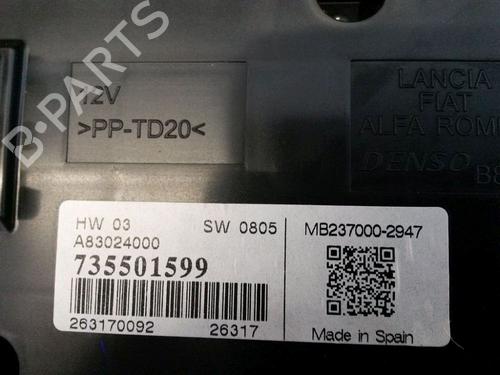 12V
>PP-TD20<
LANCIA
FIAT
ALFA ROME
DENSO
B-PARTS
HW 03 SW 0805
A83024000
735501599
263170092 26317
MB237000-2947
Made in Spain